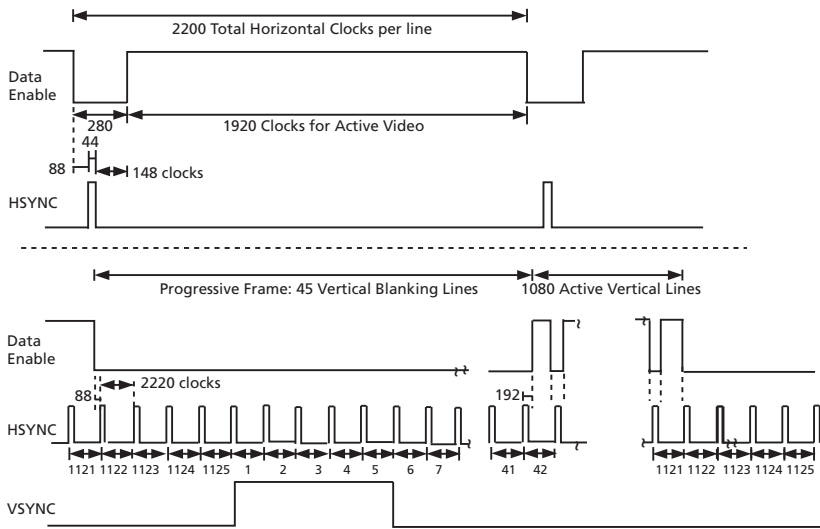 2200 Total Horizontal Clocks per line
Data
Enable
280
1920 Clocks for Active Video
44
88
148 clocks
HSYNC
Progressive Frame: 45 Vertical Blanking Lines
1080 Active Vertical Lines
Data
Enable
2220 clocks
88
192
HSYNC
1121 1122 1123 1124 1125 1 2 3 4 5 6 7 41 42 1121 1122 1123 1124 1125
VSYNC